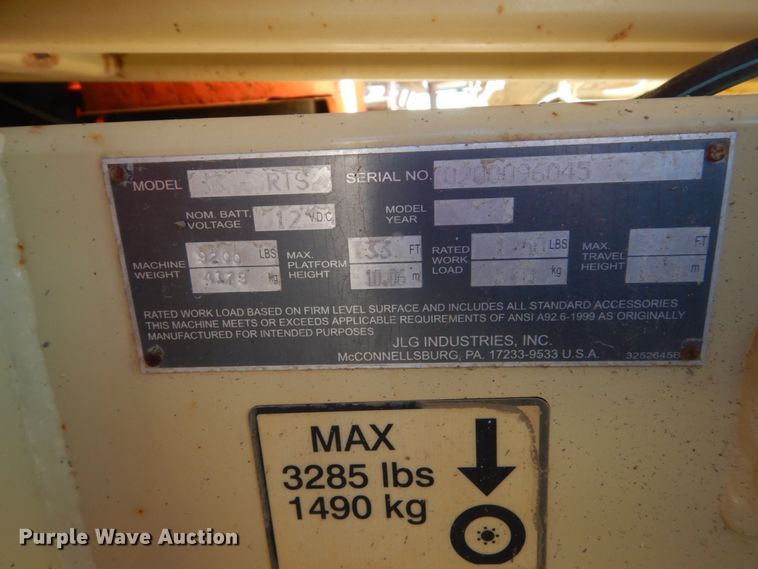 MODEL 33 RTS SERIAL NO. 0200096045
NOM. BATT. VOLTAGE 12 V.D.C. MODEL YEAR
MACHINE WEIGHT 9200 LBS 4175 kg MAX. PLATFORM HEIGHT 33 FT 10.06 m RATED WORK LOAD LBS kg MAX. TRAVEL HEIGHT FT m
RATED WORK LOAD BASED ON FIRM LEVEL SURFACE AND INCLUDES ALL STANDARD ACCESSORIES
THIS MACHINE MEETS OR EXCEEDS APPLICABLE REQUIREMENTS OF ANSI A92.6-1999 AS ORIGINALLY
MANUFACTURED FOR INTENDED PURPOSES
JLG INDUSTRIES, INC.
McCONNELLSBURG, PA. 17233-9533 U.S.A. 3252645B
MAX
3285 lbs
1490 kg
Purple Wave Auction